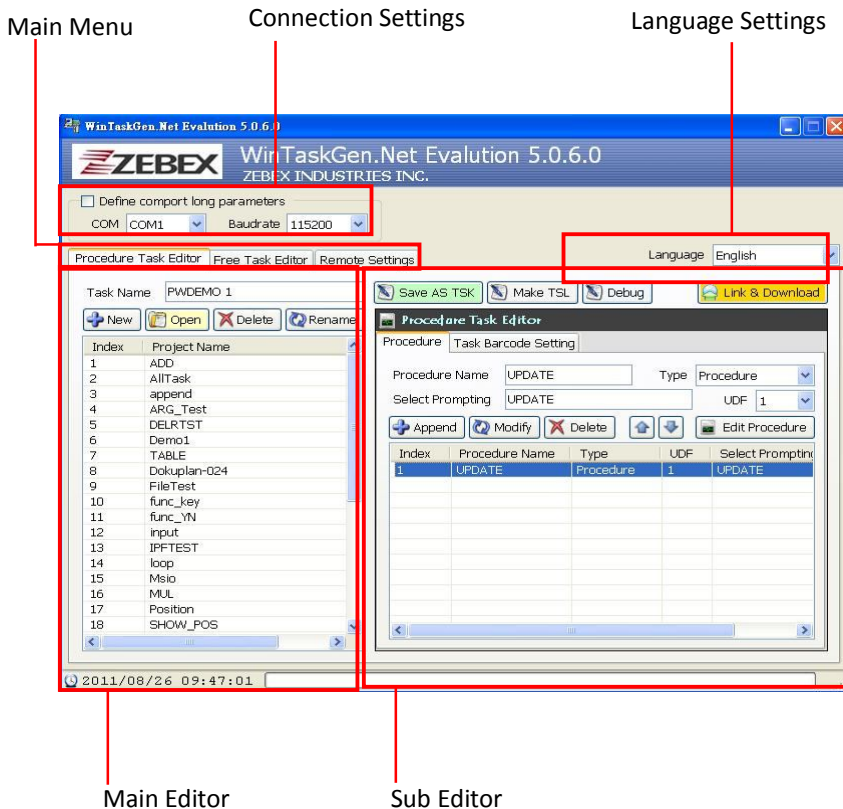 Main Menu
Connection Settings
Language Settings
WinTaskGen.Net Evalution 5.0.6.0
ZEBEX
WinTaskGen.Net Evalution 5.0.6.0
ZEBEX INDUSTRIES INC.
Define comport long parameters
COM COM1 Baudrate 115200
Procedure Task Editor Free Task Editor Remote Settings
Language English
Task Name PWDEMO 1
New Open Delete Rename
Index Project Name
1 ADD
2 AllTask
3 append
4 ARG_Test
5 DELRTST
6 Demo1
7 TABLE
8 Dokuplan-024
9 FileTest
10 func_key
11 func_YN
12 input
13 IPFTEST
14 loop
15 Msio
16 MUL
17 Position
18 SHOW_POS
Save AS TSK Make TSL Debug Link & Download
Procedure Task Editor
Procedure Task Barcode Setting
Procedure Name UPDATE Type Procedure
Select Prompting UPDATE UDF 1
Append Modify Delete Edit Procedure
Index Procedure Name Type UDF Select Prompting
1 UPDATE Procedure 1 UPDATE
2011/08/26 09:47:01
Main Editor
Sub Editor